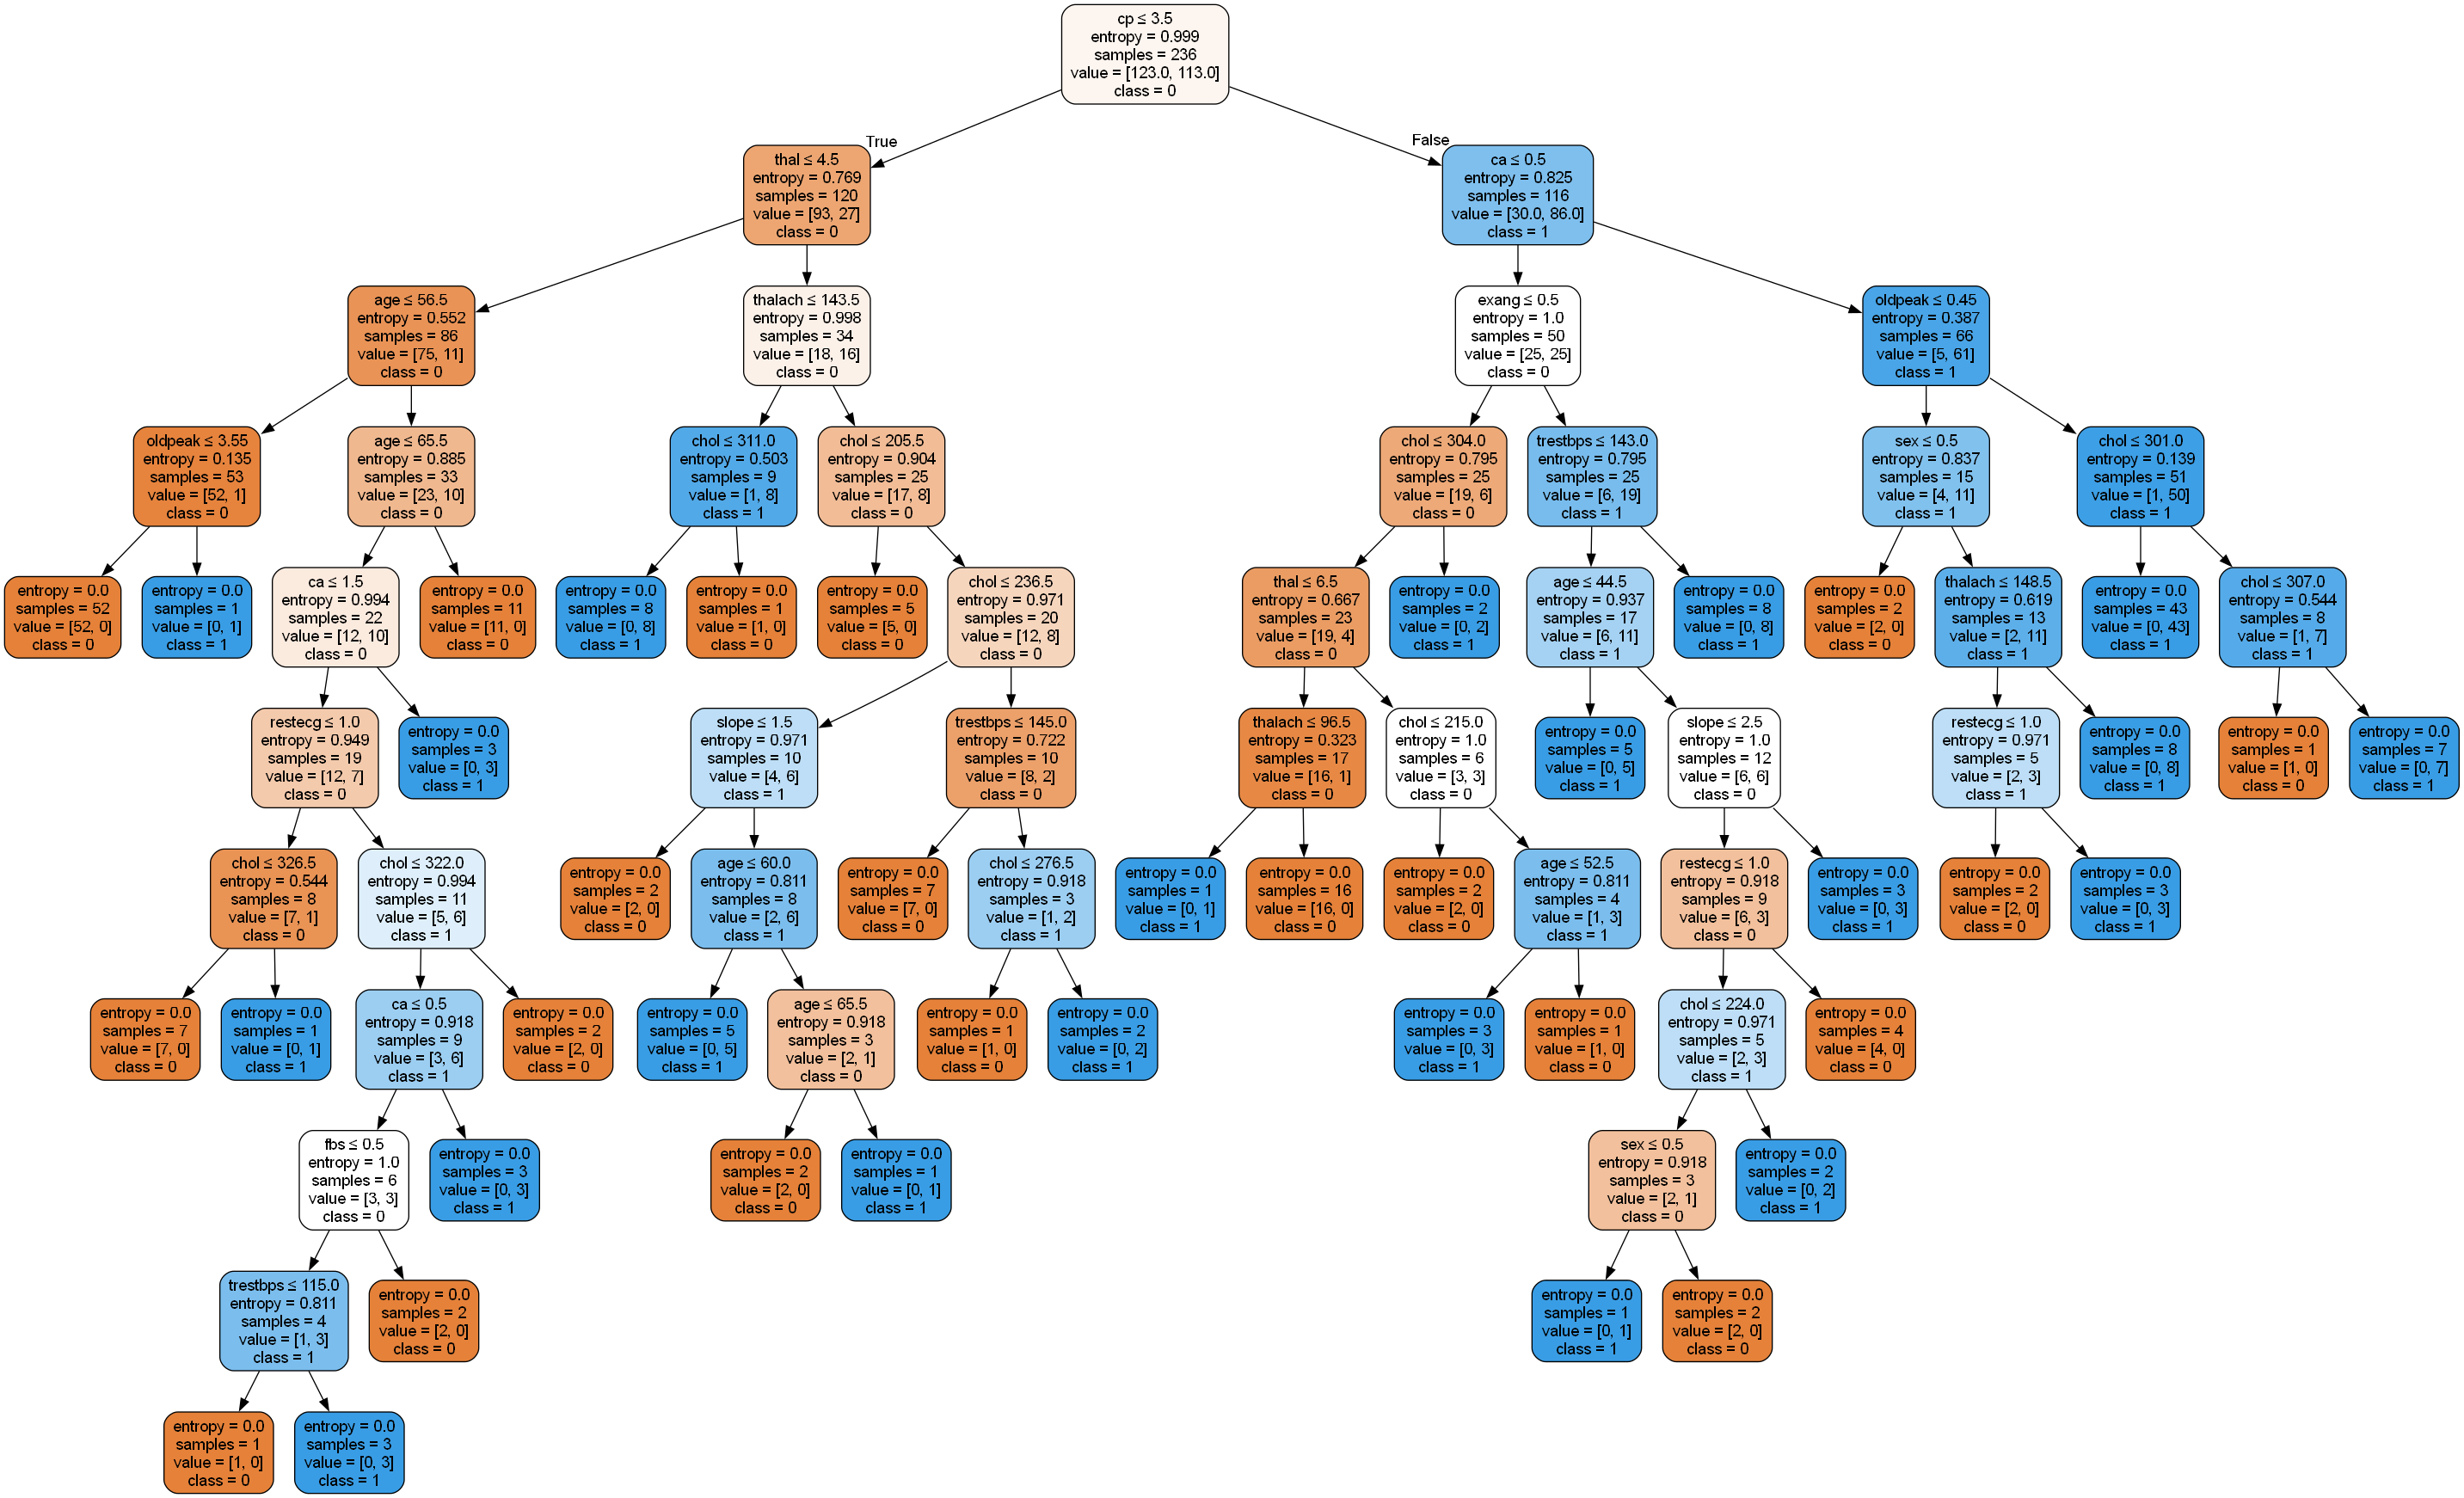 cp ≤ 3.5
entropy = 0.999
samples = 236
value = [123.0, 113.0]
class = 0
True
False
thal ≤ 4.5
entropy = 0.769
samples = 120
value = [93, 27]
class = 0
ca ≤ 0.5
entropy = 0.825
samples = 116
value = [30.0, 86.0]
class = 1
age ≤ 56.5
entropy = 0.552
samples = 86
value = [75, 11]
class = 0
thalach ≤ 143.5
entropy = 0.998
samples = 34
value = [18, 16]
class = 0
exang ≤ 0.5
entropy = 1.0
samples = 50
value = [25, 25]
class = 0
oldpeak ≤ 0.45
entropy = 0.387
samples = 66
value = [5, 61]
class = 1
oldpeak ≤ 3.55
entropy = 0.135
samples = 53
value = [52, 1]
class = 0
age ≤ 65.5
entropy = 0.885
samples = 33
value = [23, 10]
class = 0
chol ≤ 311.0
entropy = 0.503
samples = 9
value = [1, 8]
class = 1
chol ≤ 205.5
entropy = 0.904
samples = 25
value = [17, 8]
class = 0
chol ≤ 304.0
entropy = 0.795
samples = 25
value = [19, 6]
class = 0
trestbps ≤ 143.0
entropy = 0.795
samples = 25
value = [6, 19]
class = 1
sex ≤ 0.5
entropy = 0.837
samples = 15
value = [4, 11]
class = 1
chol ≤ 301.0
entropy = 0.139
samples = 51
value = [1, 50]
class = 1
entropy = 0.0
samples = 52
value = [52, 0]
class = 0
entropy = 0.0
samples = 1
value = [0, 1]
class = 1
ca ≤ 1.5
entropy = 0.994
samples = 22
value = [12, 10]
class = 0
entropy = 0.0
samples = 11
value = [11, 0]
class = 0
entropy = 0.0
samples = 8
value = [0, 8]
class = 1
entropy = 0.0
samples = 1
value = [1, 0]
class = 0
entropy = 0.0
samples = 5
value = [5, 0]
class = 0
chol ≤ 236.5
entropy = 0.971
samples = 20
value = [12, 8]
class = 0
thal ≤ 6.5
entropy = 0.667
samples = 23
value = [19, 4]
class = 0
entropy = 0.0
samples = 2
value = [0, 2]
class = 1
age ≤ 44.5
entropy = 0.937
samples = 17
value = [6, 11]
class = 1
entropy = 0.0
samples = 8
value = [0, 8]
class = 1
entropy = 0.0
samples = 2
value = [2, 0]
class = 0
thalach ≤ 148.5
entropy = 0.619
samples = 13
value = [2, 11]
class = 1
entropy = 0.0
samples = 43
value = [0, 43]
class = 1
chol ≤ 307.0
entropy = 0.544
samples = 8
value = [1, 7]
class = 1
restecg ≤ 1.0
entropy = 0.949
samples = 19
value = [12, 7]
class = 0
entropy = 0.0
samples = 3
value = [0, 3]
class = 1
slope ≤ 1.5
entropy = 0.971
samples = 10
value = [4, 6]
class = 1
trestbps ≤ 145.0
entropy = 0.722
samples = 10
value = [8, 2]
class = 0
thalach ≤ 96.5
entropy = 0.323
samples = 17
value = [16, 1]
class = 0
chol ≤ 215.0
entropy = 1.0
samples = 6
value = [3, 3]
class = 0
entropy = 0.0
samples = 5
value = [0, 5]
class = 1
slope ≤ 2.5
entropy = 1.0
samples = 12
value = [6, 6]
class = 0
restecg ≤ 1.0
entropy = 0.971
samples = 5
value = [2, 3]
class = 1
entropy = 0.0
samples = 8
value = [0, 8]
class = 1
entropy = 0.0
samples = 1
value = [1, 0]
class = 0
entropy = 0.0
samples = 7
value = [0, 7]
class = 1
chol ≤ 326.5
entropy = 0.544
samples = 8
value = [7, 1]
class = 0
chol ≤ 322.0
entropy = 0.994
samples = 11
value = [5, 6]
class = 1
entropy = 0.0
samples = 2
value = [2, 0]
class = 0
age ≤ 60.0
entropy = 0.811
samples = 8
value = [2, 6]
class = 1
entropy = 0.0
samples = 7
value = [7, 0]
class = 0
chol ≤ 276.5
entropy = 0.918
samples = 3
value = [1, 2]
class = 1
entropy = 0.0
samples = 1
value = [0, 1]
class = 1
entropy = 0.0
samples = 16
value = [16, 0]
class = 0
entropy = 0.0
samples = 2
value = [2, 0]
class = 0
age ≤ 52.5
entropy = 0.811
samples = 4
value = [1, 3]
class = 1
restecg ≤ 1.0
entropy = 0.918
samples = 9
value = [6, 3]
class = 0
entropy = 0.0
samples = 3
value = [0, 3]
class = 1
entropy = 0.0
samples = 2
value = [2, 0]
class = 0
entropy = 0.0
samples = 3
value = [0, 3]
class = 1
entropy = 0.0
samples = 7
value = [7, 0]
class = 0
entropy = 0.0
samples = 1
value = [0, 1]
class = 1
ca ≤ 0.5
entropy = 0.918
samples = 9
value = [3, 6]
class = 1
entropy = 0.0
samples = 2
value = [2, 0]
class = 0
entropy = 0.0
samples = 5
value = [0, 5]
class = 1
age ≤ 65.5
entropy = 0.918
samples = 3
value = [2, 1]
class = 0
entropy = 0.0
samples = 1
value = [1, 0]
class = 0
entropy = 0.0
samples = 2
value = [0, 2]
class = 1
entropy = 0.0
samples = 3
value = [0, 3]
class = 1
entropy = 0.0
samples = 1
value = [1, 0]
class = 0
chol ≤ 224.0
entropy = 0.971
samples = 5
value = [2, 3]
class = 1
entropy = 0.0
samples = 4
value = [4, 0]
class = 0
fbs ≤ 0.5
entropy = 1.0
samples = 6
value = [3, 3]
class = 0
entropy = 0.0
samples = 3
value = [0, 3]
class = 1
entropy = 0.0
samples = 2
value = [2, 0]
class = 0
entropy = 0.0
samples = 1
value = [0, 1]
class = 1
sex ≤ 0.5
entropy = 0.918
samples = 3
value = [2, 1]
class = 0
entropy = 0.0
samples = 2
value = [0, 2]
class = 1
trestbps ≤ 115.0
entropy = 0.811
samples = 4
value = [1, 3]
class = 1
entropy = 0.0
samples = 2
value = [2, 0]
class = 0
entropy = 0.0
samples = 1
value = [0, 1]
class = 1
entropy = 0.0
samples = 2
value = [2, 0]
class = 0
entropy = 0.0
samples = 1
value = [1, 0]
class = 0
entropy = 0.0
samples = 3
value = [0, 3]
class = 1